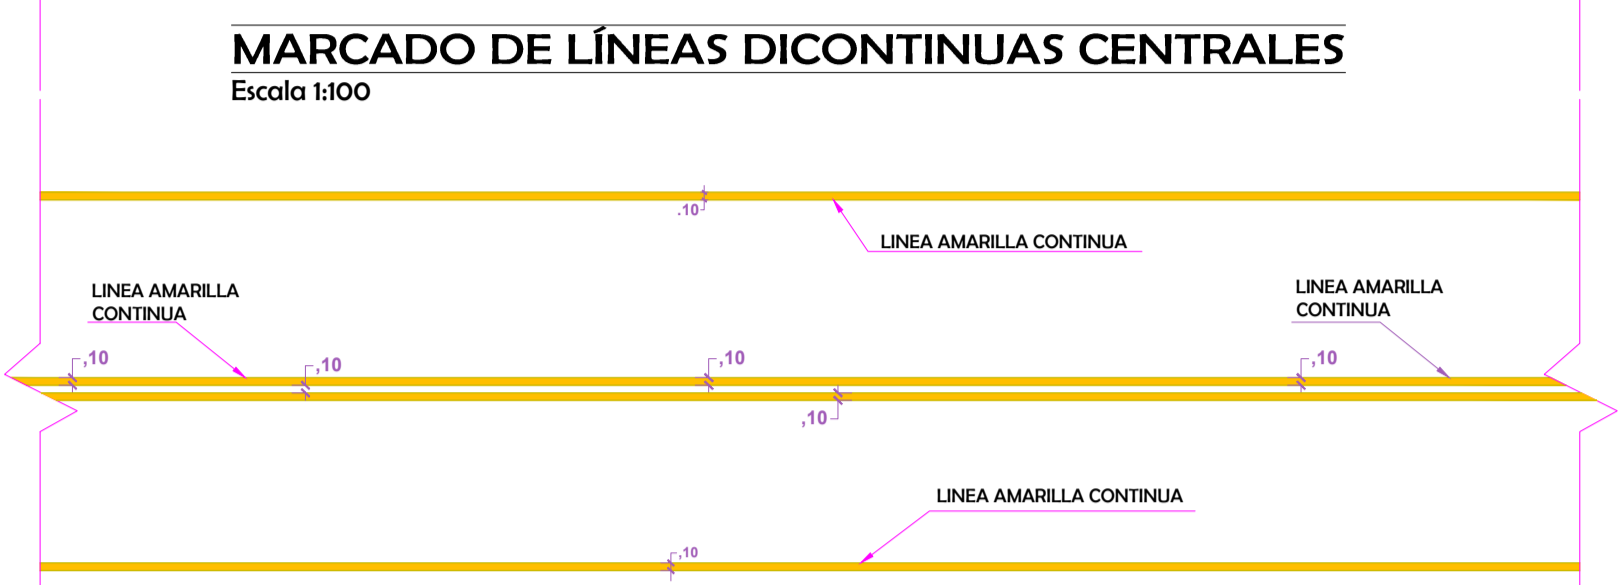 MARCADO DE LÍNEAS DICONTINUAS CENTRALES
Escala 1:100
.10
LINEA AMARILLA CONTINUA
LINEA AMARILLA
CONTINUA
LINEA AMARILLA
CONTINUA
,10
,10
,10
,10
,10
LINEA AMARILLA CONTINUA
,10